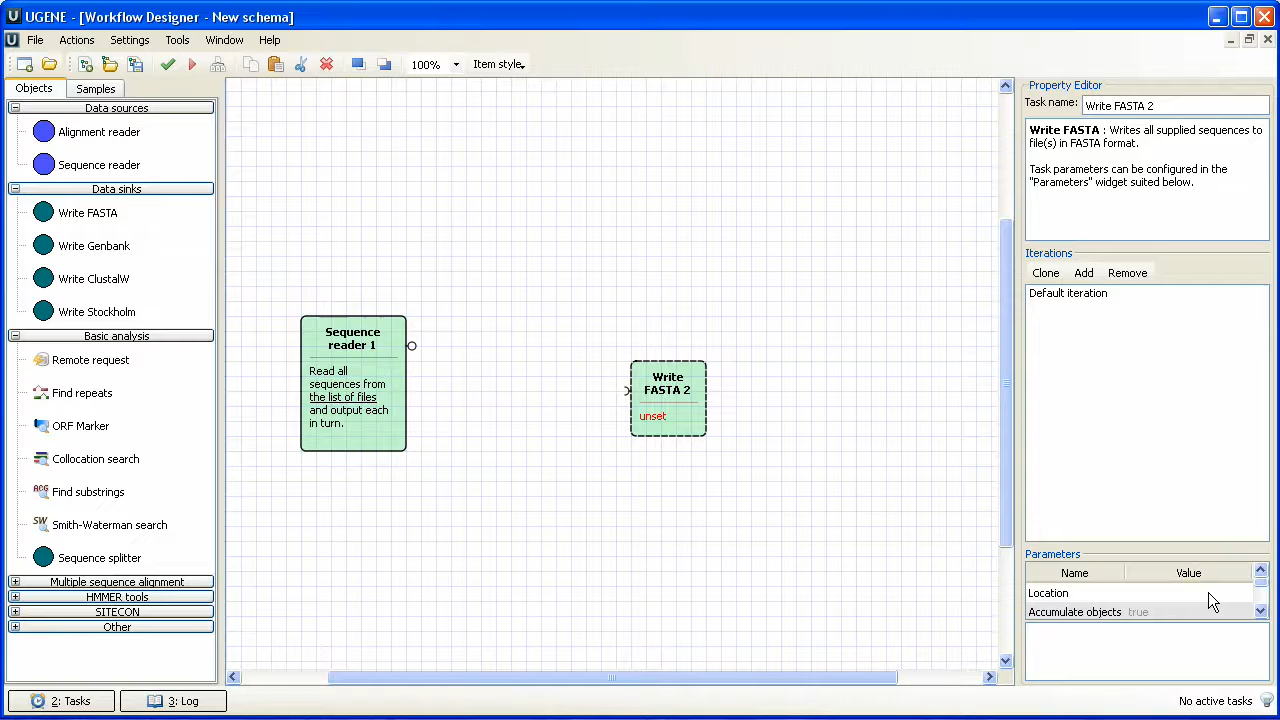 UGENE - [Workflow Designer - New schema]
File Actions Settings Tools Window Help
100% Item style
Objects Samples
Data sources
Alignment reader
Sequence reader
Data sinks
Write FASTA
Write Genbank
Write ClustalW
Write Stockholm
Basic analysis
Remote request
Find repeats
ORF Marker
Collocation search
Find substrings
Smith-Waterman search
Sequence splitter
Multiple sequence alignment
HMMER tools
SITECON
Other
Sequence
reader 1
Read all
sequences from
the list of files
and output each
in turn.
Write
FASTA 2
unset
Property Editor
Task name: Write FASTA 2
Write FASTA : Writes all supplied sequences to
file(s) in FASTA format.
Task parameters can be configured in the
"Parameters" widget suited below.
Iterations
Clone Add Remove
Default iteration
Parameters
Name Value
Location
Accumulate objects true
2: Tasks 3: Log No active tasks